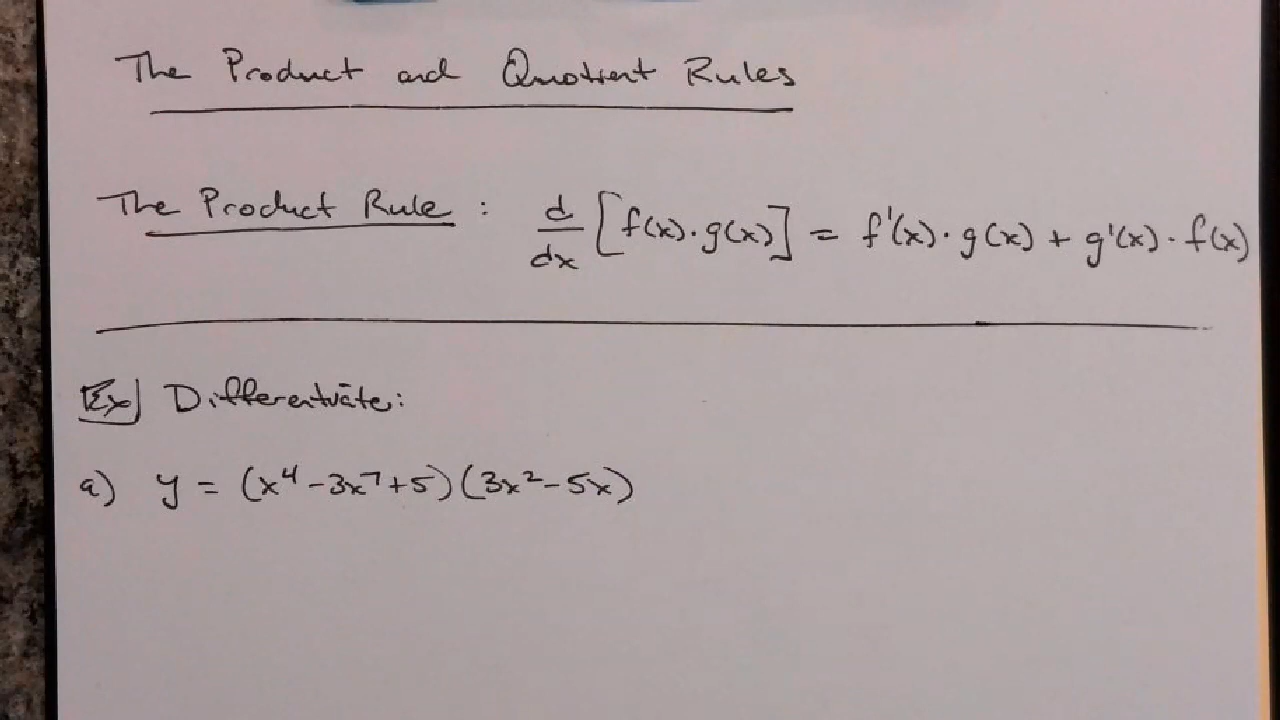 The Product and Quotient Rules
The Product Rule : d/dx [f(x)·g(x)] = f'(x)·g(x) + g'(x)·f(x)
Ex] Differentiate:
a) y = (x⁴-3x⁷+5)(3x²-5x)